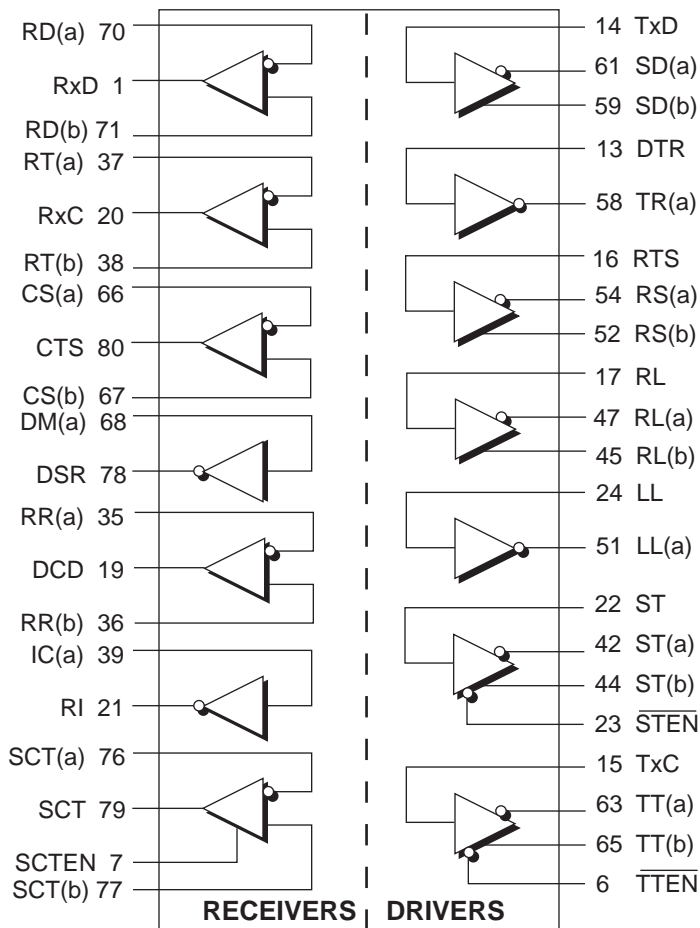 RD(a) 70
RxD 1
RD(b) 71
RT(a) 37
RxC 20
RT(b) 38
CS(a) 66
CTS 80
CS(b) 67
DM(a) 68
DSR 78
RR(a) 35
DCD 19
RR(b) 36
IC(a) 39
RI 21
SCT(a) 76
SCT 79
SCTEN 7
SCT(b) 77
RECEIVERS
14 TxD
61 SD(a)
59 SD(b)
13 DTR
58 TR(a)
16 RTS
54 RS(a)
52 RS(b)
17 RL
47 RL(a)
45 RL(b)
24 LL
51 LL(a)
22 ST
42 ST(a)
44 ST(b)
23 STEN
15 TxC
63 TT(a)
65 TT(b)
6 TTEN
DRIVERS